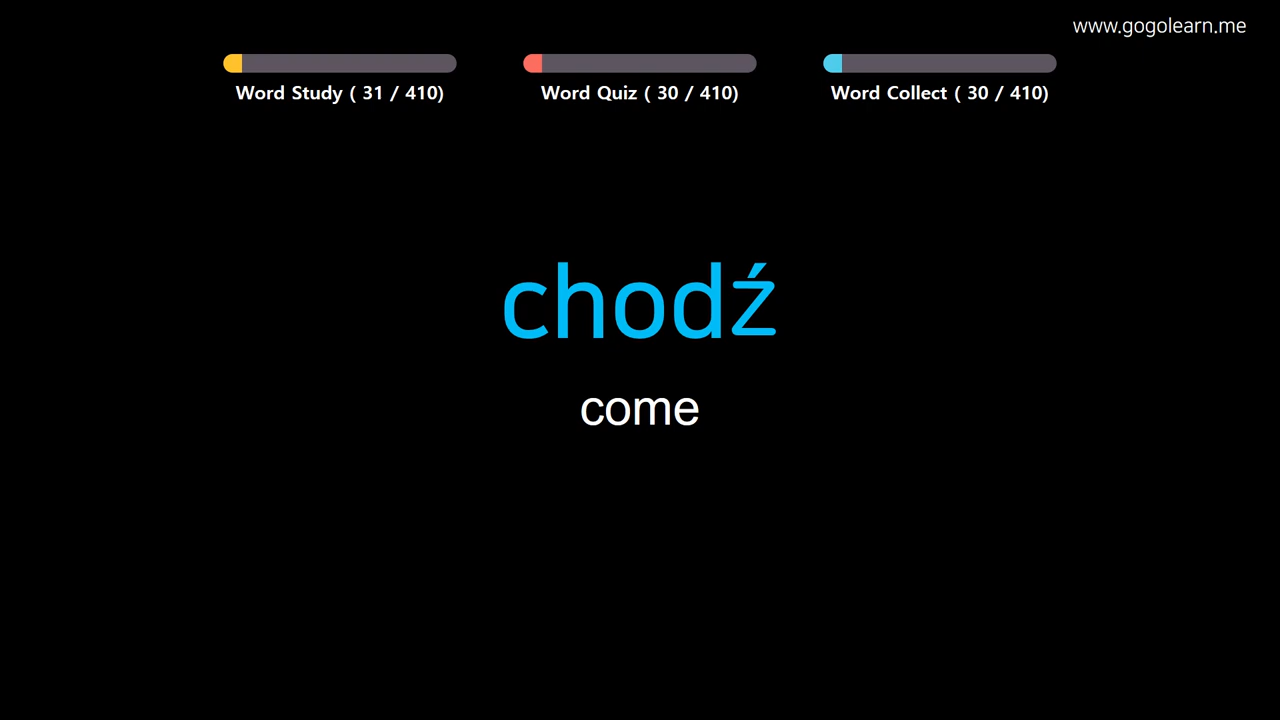 www.gogolearn.me
Word Study ( 31 / 410)
Word Quiz ( 30 / 410)
Word Collect ( 30 / 410)
chodź
come